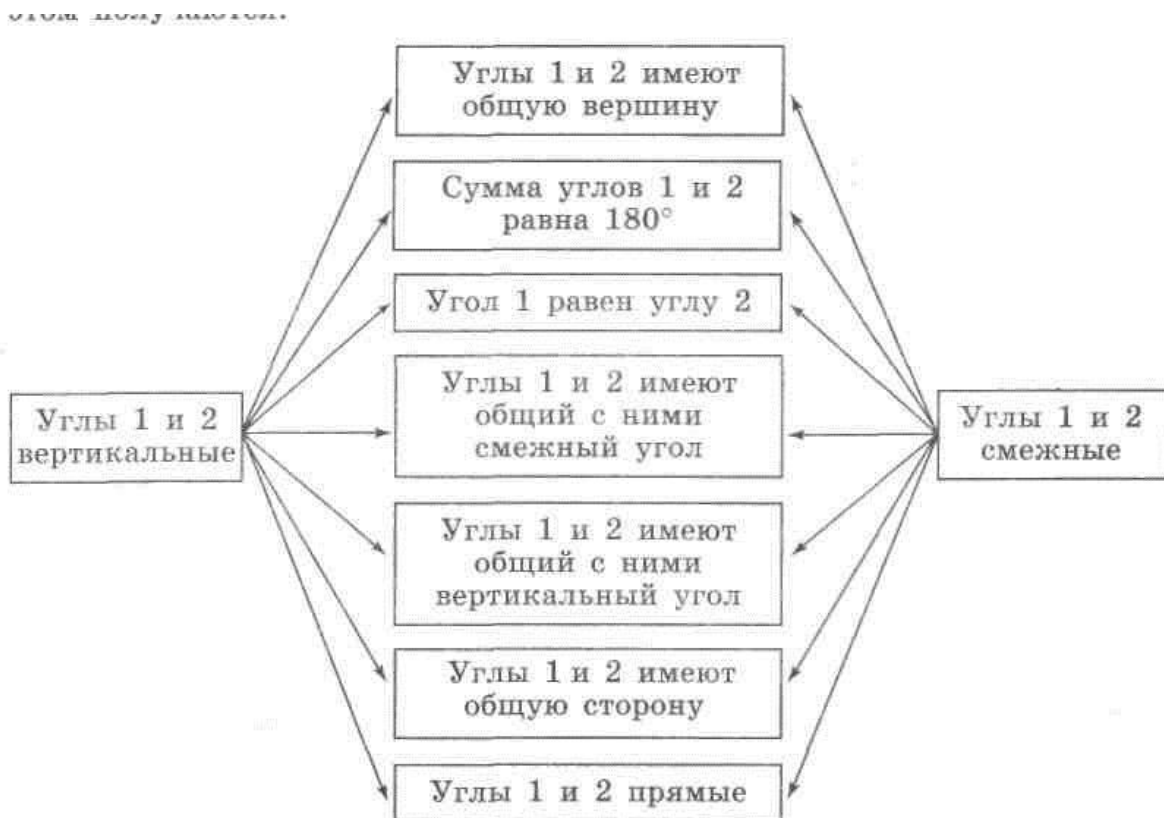 Углы 1 и 2 имеют
общую вершину
Сумма углов 1 и 2
равна 180°
Угол 1 равен углу 2
Углы 1 и 2 имеют
общий с ними
смежный угол
Углы 1 и 2
вертикальные
Углы 1 и 2
смежные
Углы 1 и 2 имеют
общий с ними
вертикальный угол
Углы 1 и 2 имеют
общую сторону
Углы 1 и 2 прямые